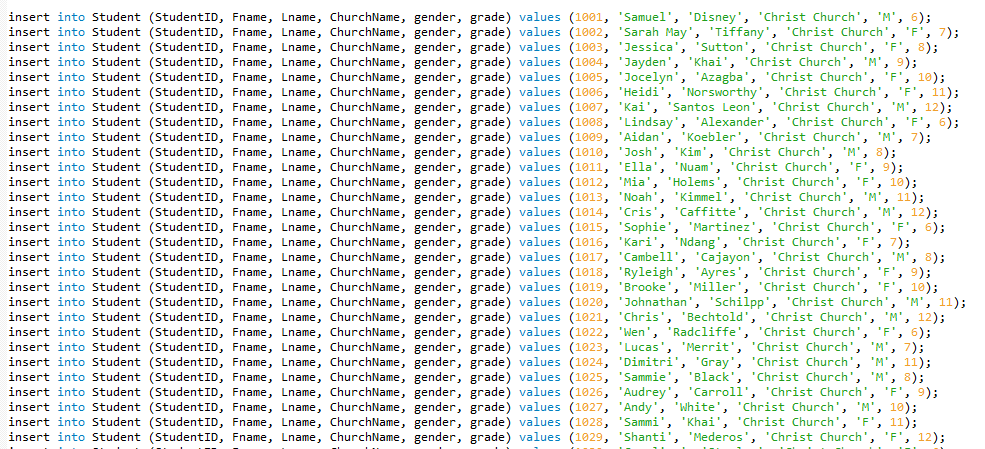 insert into Student (StudentID, Fname, Lname, ChurchName, gender, grade) values (1001, 'Samuel', 'Disney', 'Christ Church', 'M', 6);
insert into Student (StudentID, Fname, Lname, ChurchName, gender, grade) values (1002, 'Sarah May', 'Tiffany', 'Christ Church', 'F', 7);
insert into Student (StudentID, Fname, Lname, ChurchName, gender, grade) values (1003, 'Jessica', 'Sutton', 'Christ Church', 'F', 8);
insert into Student (StudentID, Fname, Lname, ChurchName, gender, grade) values (1004, 'Jayden', 'Khai', 'Christ Church', 'M', 9);
insert into Student (StudentID, Fname, Lname, ChurchName, gender, grade) values (1005, 'Jocelyn', 'Azagba', 'Christ Church', 'F', 10);
insert into Student (StudentID, Fname, Lname, ChurchName, gender, grade) values (1006, 'Heidi', 'Norsworthy', 'Christ Church', 'F', 11);
insert into Student (StudentID, Fname, Lname, ChurchName, gender, grade) values (1007, 'Kai', 'Santos Leon', 'Christ Church', 'M', 12);
insert into Student (StudentID, Fname, Lname, ChurchName, gender, grade) values (1008, 'Lindsay', 'Alexander', 'Christ Church', 'F', 6);
insert into Student (StudentID, Fname, Lname, ChurchName, gender, grade) values (1009, 'Aidan', 'Koebler', 'Christ Church', 'M', 7);
insert into Student (StudentID, Fname, Lname, ChurchName, gender, grade) values (1010, 'Josh', 'Kim', 'Christ Church', 'M', 8);
insert into Student (StudentID, Fname, Lname, ChurchName, gender, grade) values (1011, 'Ella', 'Nuam', 'Christ Church', 'F', 9);
insert into Student (StudentID, Fname, Lname, ChurchName, gender, grade) values (1012, 'Mia', 'Holems', 'Christ Church', 'F', 10);
insert into Student (StudentID, Fname, Lname, ChurchName, gender, grade) values (1013, 'Noah', 'Kimmel', 'Christ Church', 'M', 11);
insert into Student (StudentID, Fname, Lname, ChurchName, gender, grade) values (1014, 'Cris', 'Caffitte', 'Christ Church', 'M', 12);
insert into Student (StudentID, Fname, Lname, ChurchName, gender, grade) values (1015, 'Sophie', 'Martinez', 'Christ Church', 'F', 6);
insert into Student (StudentID, Fname, Lname, ChurchName, gender, grade) values (1016, 'Kari', 'Ndang', 'Christ Church', 'F', 7);
insert into Student (StudentID, Fname, Lname, ChurchName, gender, grade) values (1017, 'Cambell', 'Cajayon', 'Christ Church', 'M', 8);
insert into Student (StudentID, Fname, Lname, ChurchName, gender, grade) values (1018, 'Ryleigh', 'Ayres', 'Christ Church', 'F', 9);
insert into Student (StudentID, Fname, Lname, ChurchName, gender, grade) values (1019, 'Brooke', 'Miller', 'Christ Church', 'F', 10);
insert into Student (StudentID, Fname, Lname, ChurchName, gender, grade) values (1020, 'Johnathan', 'Schilpp', 'Christ Church', 'M', 11);
insert into Student (StudentID, Fname, Lname, ChurchName, gender, grade) values (1021, 'Chris', 'Bechtold', 'Christ Church', 'M', 12);
insert into Student (StudentID, Fname, Lname, ChurchName, gender, grade) values (1022, 'Wen', 'Radcliffe', 'Christ Church', 'F', 6);
insert into Student (StudentID, Fname, Lname, ChurchName, gender, grade) values (1023, 'Lucas', 'Merrit', 'Christ Church', 'M', 7);
insert into Student (StudentID, Fname, Lname, ChurchName, gender, grade) values (1024, 'Dimitri', 'Gray', 'Christ Church', 'M', 11);
insert into Student (StudentID, Fname, Lname, ChurchName, gender, grade) values (1025, 'Sammie', 'Black', 'Christ Church', 'M', 8);
insert into Student (StudentID, Fname, Lname, ChurchName, gender, grade) values (1026, 'Audrey', 'Carroll', 'Christ Church', 'F', 9);
insert into Student (StudentID, Fname, Lname, ChurchName, gender, grade) values (1027, 'Andy', 'White', 'Christ Church', 'M', 10);
insert into Student (StudentID, Fname, Lname, ChurchName, gender, grade) values (1028, 'Sammi', 'Khai', 'Christ Church', 'F', 11);
insert into Student (StudentID, Fname, Lname, ChurchName, gender, grade) values (1029, 'Shanti', 'Mederos', 'Christ Church', 'F', 12);